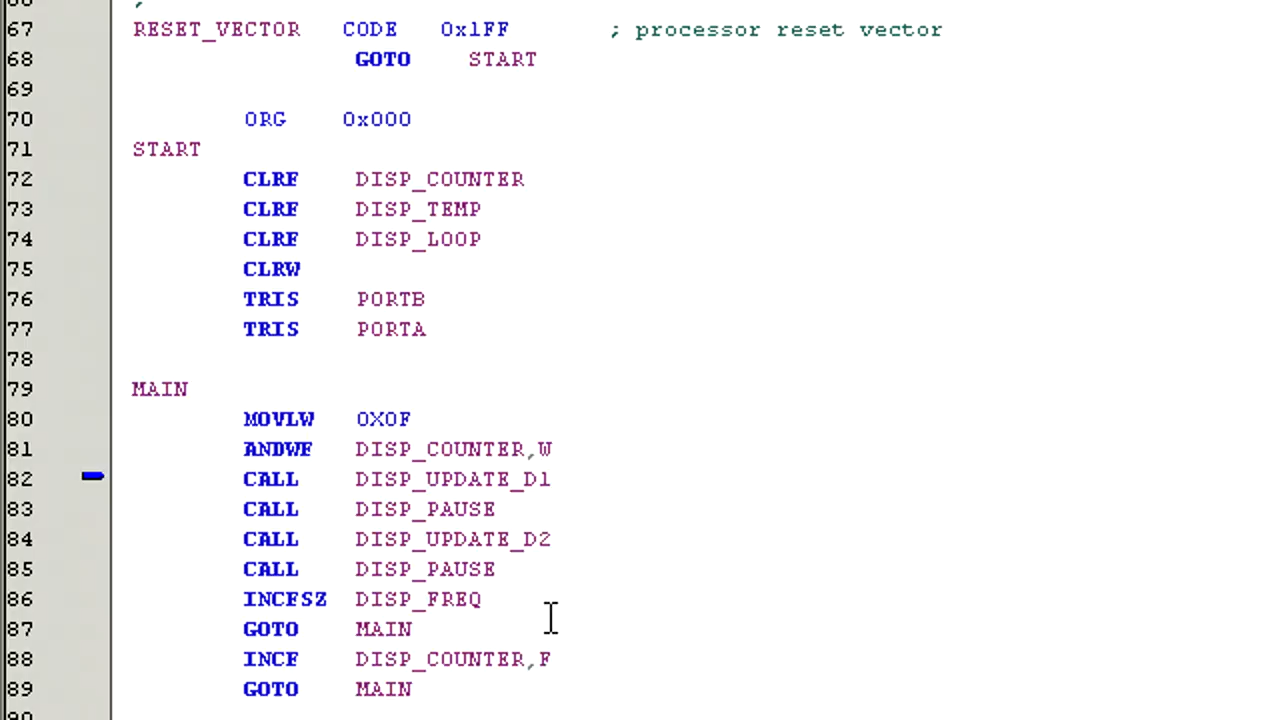 ;
67 RESET_VECTOR CODE 0x1FF ; processor reset vector
68 GOTO START
69
70 ORG 0x000
71 START
72 CLRF DISP_COUNTER
73 CLRF DISP_TEMP
74 CLRF DISP_LOOP
75 CLRW
76 TRIS PORTB
77 TRIS PORTA
78
79 MAIN
80 MOVLW 0X0F
81 ANDWF DISP_COUNTER,W
82 CALL DISP_UPDATE_D1
83 CALL DISP_PAUSE
84 CALL DISP_UPDATE_D2
85 CALL DISP_PAUSE
86 INCFSZ DISP_FREQ
87 GOTO MAIN
88 INCF DISP_COUNTER,F
89 GOTO MAIN